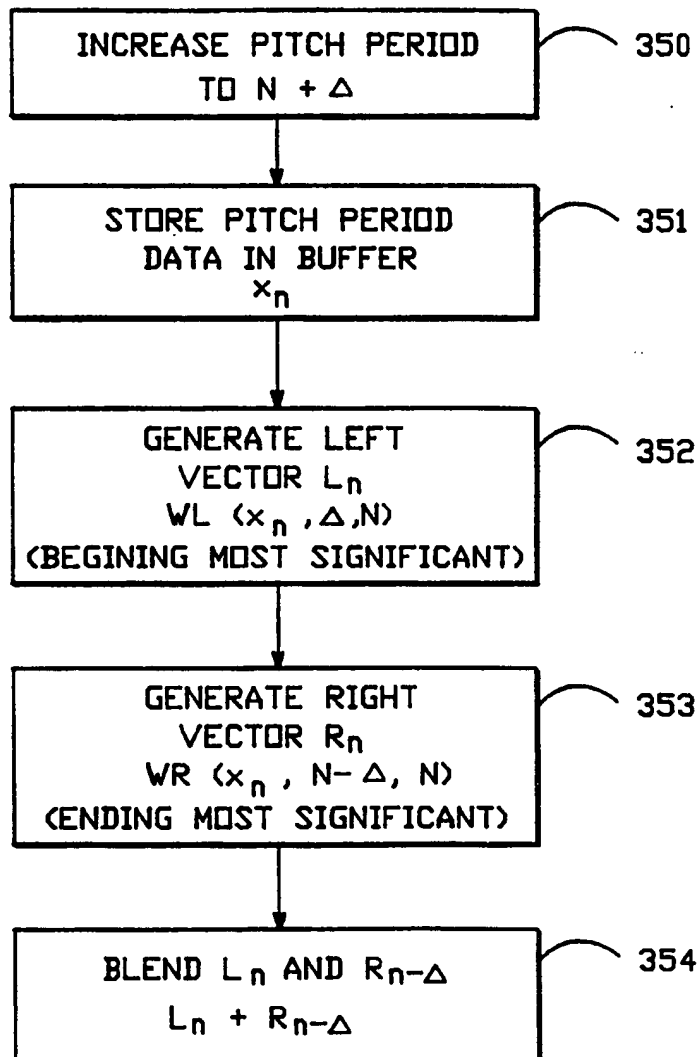 INCREASE PITCH PERIOD
TO N + Δ
350
STORE PITCH PERIOD
DATA IN BUFFER
xn
351
GENERATE LEFT
VECTOR Ln
WL (xn , Δ,N)
(BEGINING MOST SIGNIFICANT)
352
GENERATE RIGHT
VECTOR Rn
WR (xn , N- Δ, N)
(ENDING MOST SIGNIFICANT)
353
BLEND Ln AND Rn-Δ
Ln + Rn-Δ
354